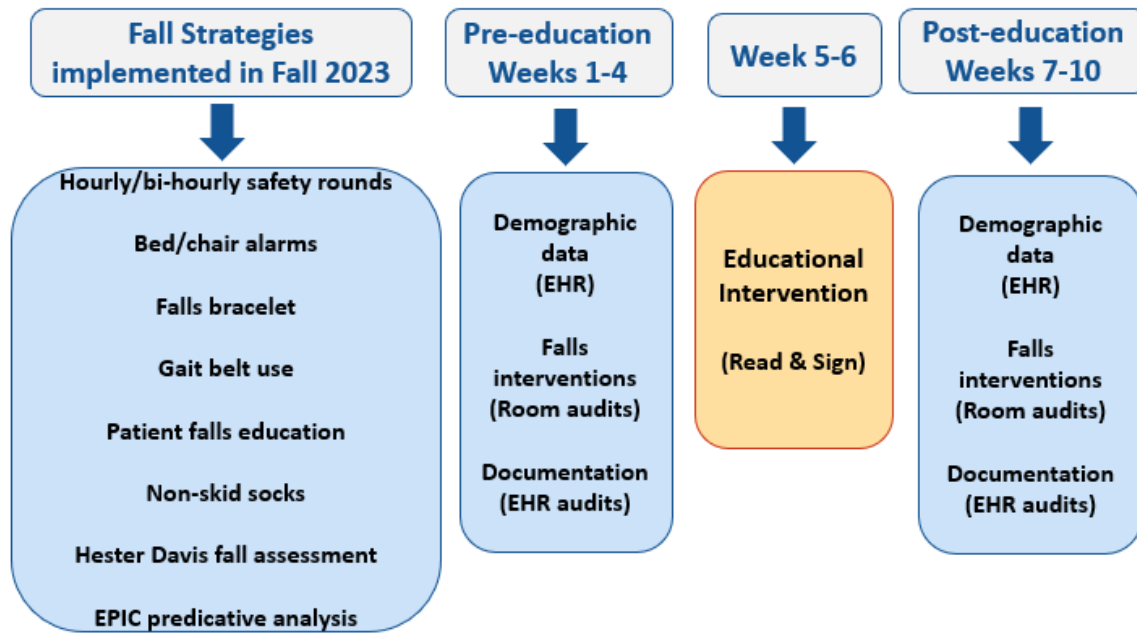 Fall Strategies
implemented in Fall 2023
Hourly/bi-hourly safety rounds
Bed/chair alarms
Falls bracelet
Gait belt use
Patient falls education
Non-skid socks
Hester Davis fall assessment
EPIC predicative analysis
Pre-education
Weeks 1-4
Demographic
data
(EHR)
Falls
interventions
(Room audits)
Documentation
(EHR audits)
Week 5-6
Educational
Intervention
(Read & Sign)
Post-education
Weeks 7-10
Demographic
data
(EHR)
Falls
interventions
(Room audits)
Documentation
(EHR audits)